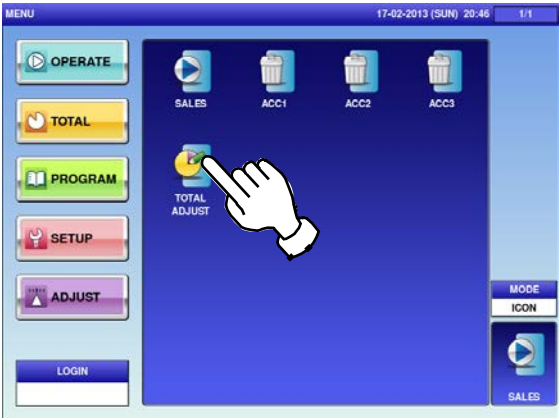 MENU
17-02-2013 (SUN) 20:46
1/1
OPERATE
TOTAL
PROGRAM
SETUP
ADJUST
LOGIN
SALES
ACC1
ACC2
ACC3
TOTAL
ADJUST
MODE
ICON
SALES